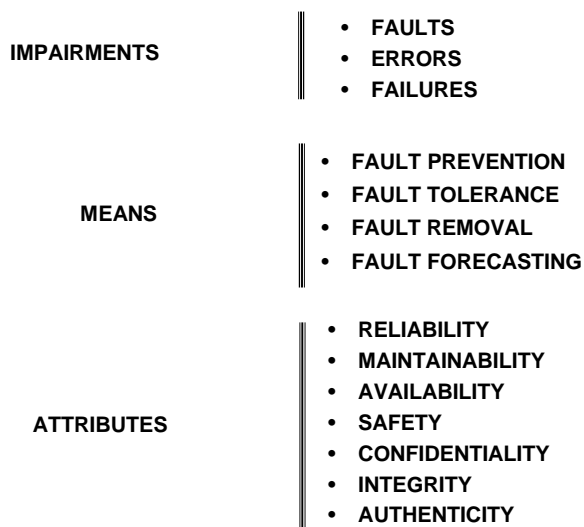 IMPAIRMENTS
• FAULTS
• ERRORS
• FAILURES
MEANS
• FAULT PREVENTION
• FAULT TOLERANCE
• FAULT REMOVAL
• FAULT FORECASTING
ATTRIBUTES
• RELIABILITY
• MAINTAINABILITY
• AVAILABILITY
• SAFETY
• CONFIDENTIALITY
• INTEGRITY
• AUTHENTICITY